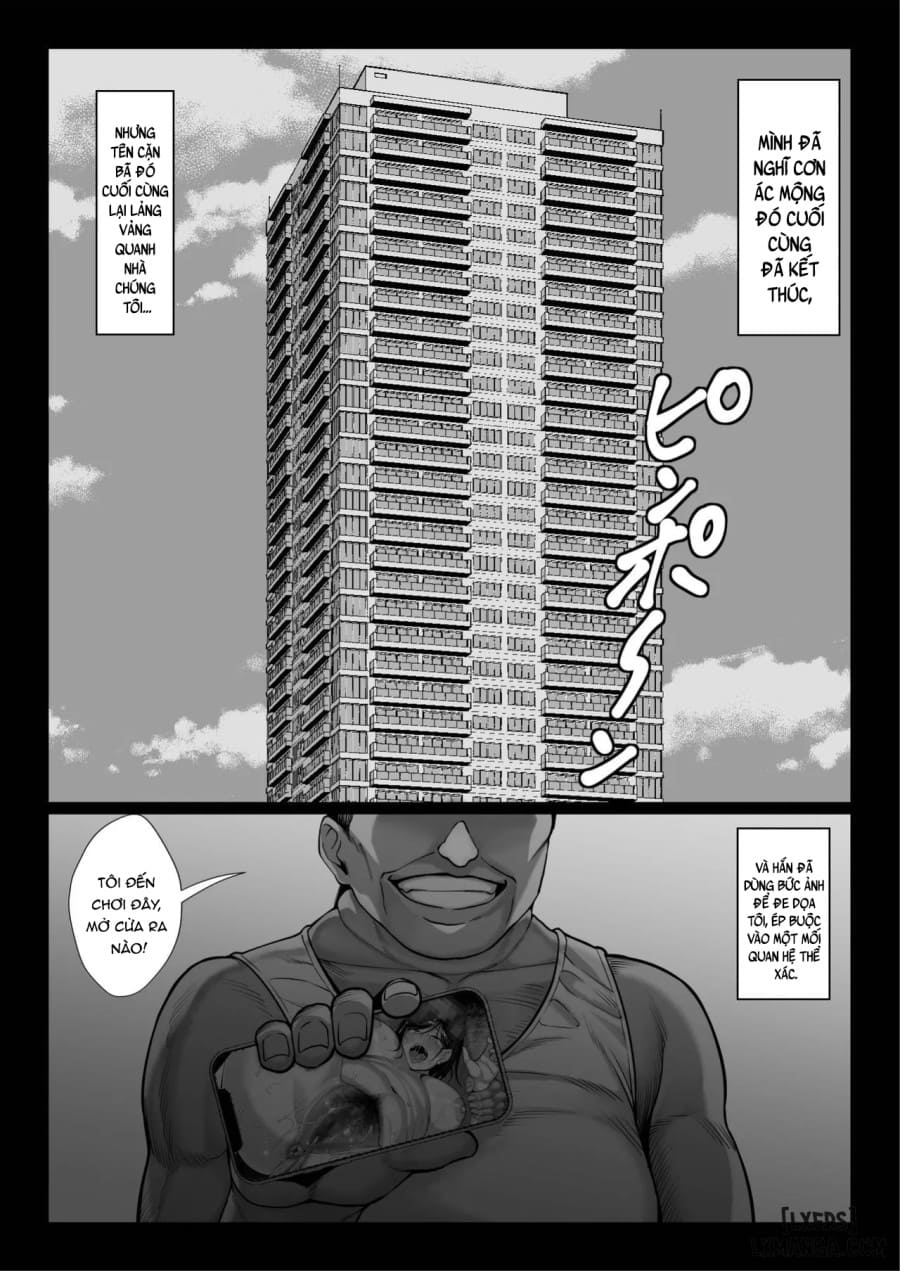 MÌNH ĐÃ
NGHĨ CƠN
ÁC MỘNG
ĐÓ CUỐI
CÙNG
ĐÃ KẾT
THÚC,
NHƯNG
TÊN CẶN
BÃ ĐÓ
CUỐI CÙNG
LẠI LẢNG
VẢNG
QUANH
NHÀ
CHÚNG
TÔI...
ピンポーン
VÀ HẮN ĐÃ
DÙNG BỨC ẢNH
ĐỂ ĐE DỌA
TÔI, ÉP BUỘC
VÀO MỘT MỐI
QUAN HỆ THỂ
XÁC.
TÔI ĐẾN
CHƠI ĐÂY,
MỞ CỬA RA
NÀO!
[LXERS]
LXMANGA.COM